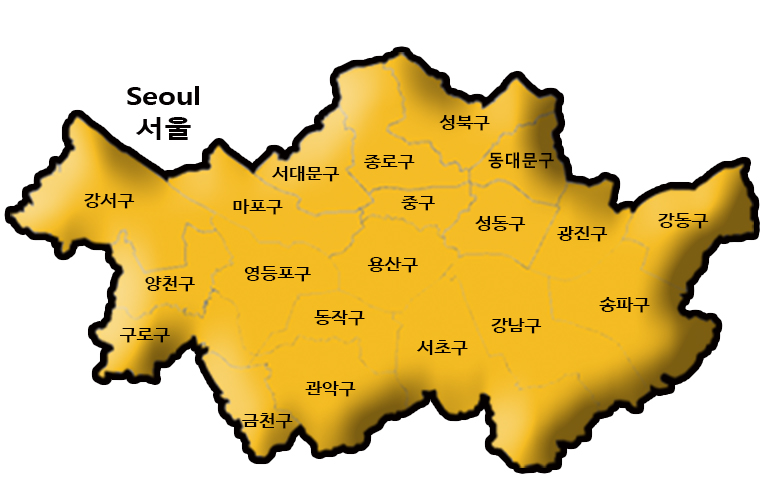 Seoul
서울
성북구
동대문구
종로구
서대문구
강서구
마포구
중구
성동구
광진구
강동구
양천구
영등포구
용산구
송파구
구로구
동작구
강남구
서초구
관악구
금천구